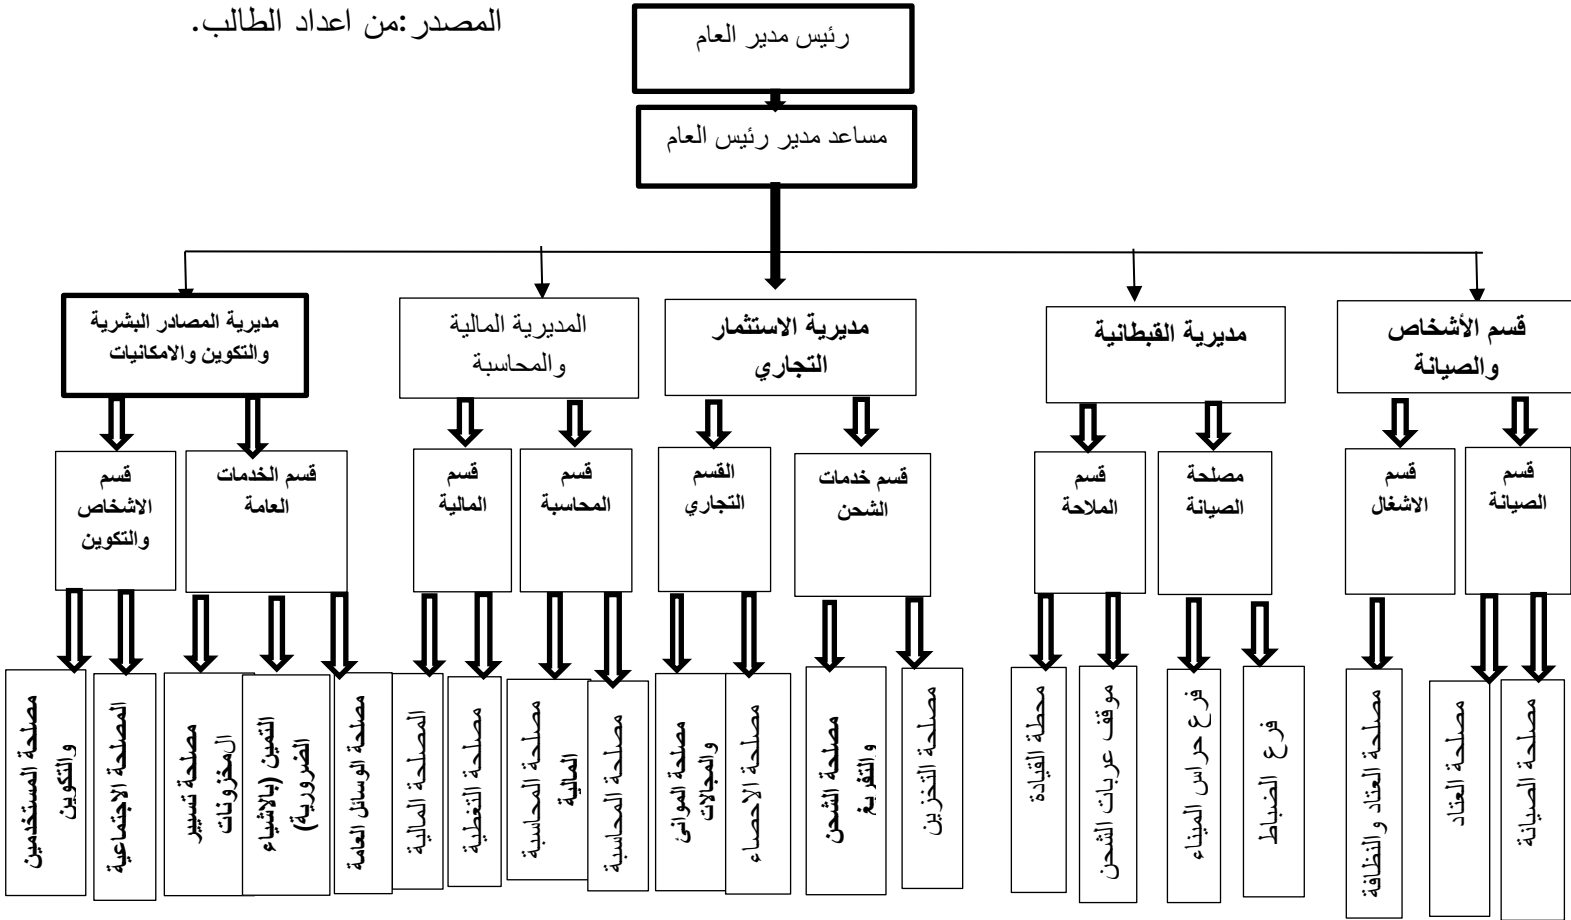 المصدر :من اعداد الطالب.
رئيس مدير العام
مساعد مدير رئيس العام
قسم الأشخاص
والصيانة
مديرية القبطانية
مديرية الاستثمار
التجاري
المديرية المالية
والمحاسبة
مديرية المصادر البشرية
والتكوين والامكانيات
قسم
الصيانة
قسم
الاشغال
مصلحة
الصيانة
قسم
الملاحة
قسم خدمات
الشحن
القسم
التجاري
قسم
المحاسبة
قسم
المالية
قسم الخدمات
العامة
قسم
الاشخاص
والتكوين
مصلحة الصيانة
مصلحة العتاد
مصلحة العتاد والنظافة
فرع الضباط
فرع حراس الميناء
موقف عربات الشحن
محطة القيادة
مصلحة التخزين
مصلحة الشحن
والتفريغ
مصلحة الاحصاء
مصلحة الموانئ
والمجالات
مصلحة المحاسبة
مصلحة المحاسبة
المالية
مصلحة التغطية
المصلحة المالية
مصلحة الوسائل العامة
التمين (بالاشياء
الضرورية)
مصلحة تسيير
المخزونات
المصلحة الاجتماعية
مصلحة المستخدمين
والتكوين